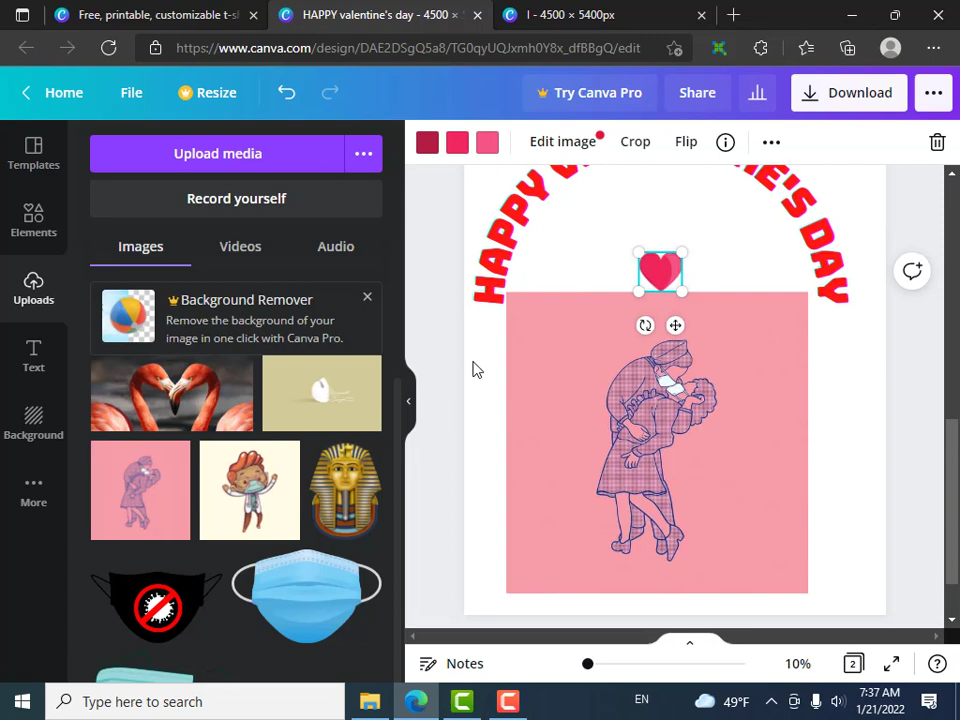 Free, printable, customizable t-sh
HAPPY valentine's day - 4500 ×
I - 4500 × 5400px
https://www.canva.com/design/DAE2DSgQ5a8/TG0qyUQJxmh0Y8x_dfBBgQ/edit
Home
File
Resize
Try Canva Pro
Share
Download
Templates
Elements
Uploads
Text
Background
More
Upload media
Record yourself
Images
Videos
Audio
Background Remover
Remove the background of your
image in one click with Canva Pro.
Edit image
Crop
Flip
HAPPY V NE'S DAY
Notes
10%
2
Type here to search
49°F
EN
7:37 AM
1/21/2022